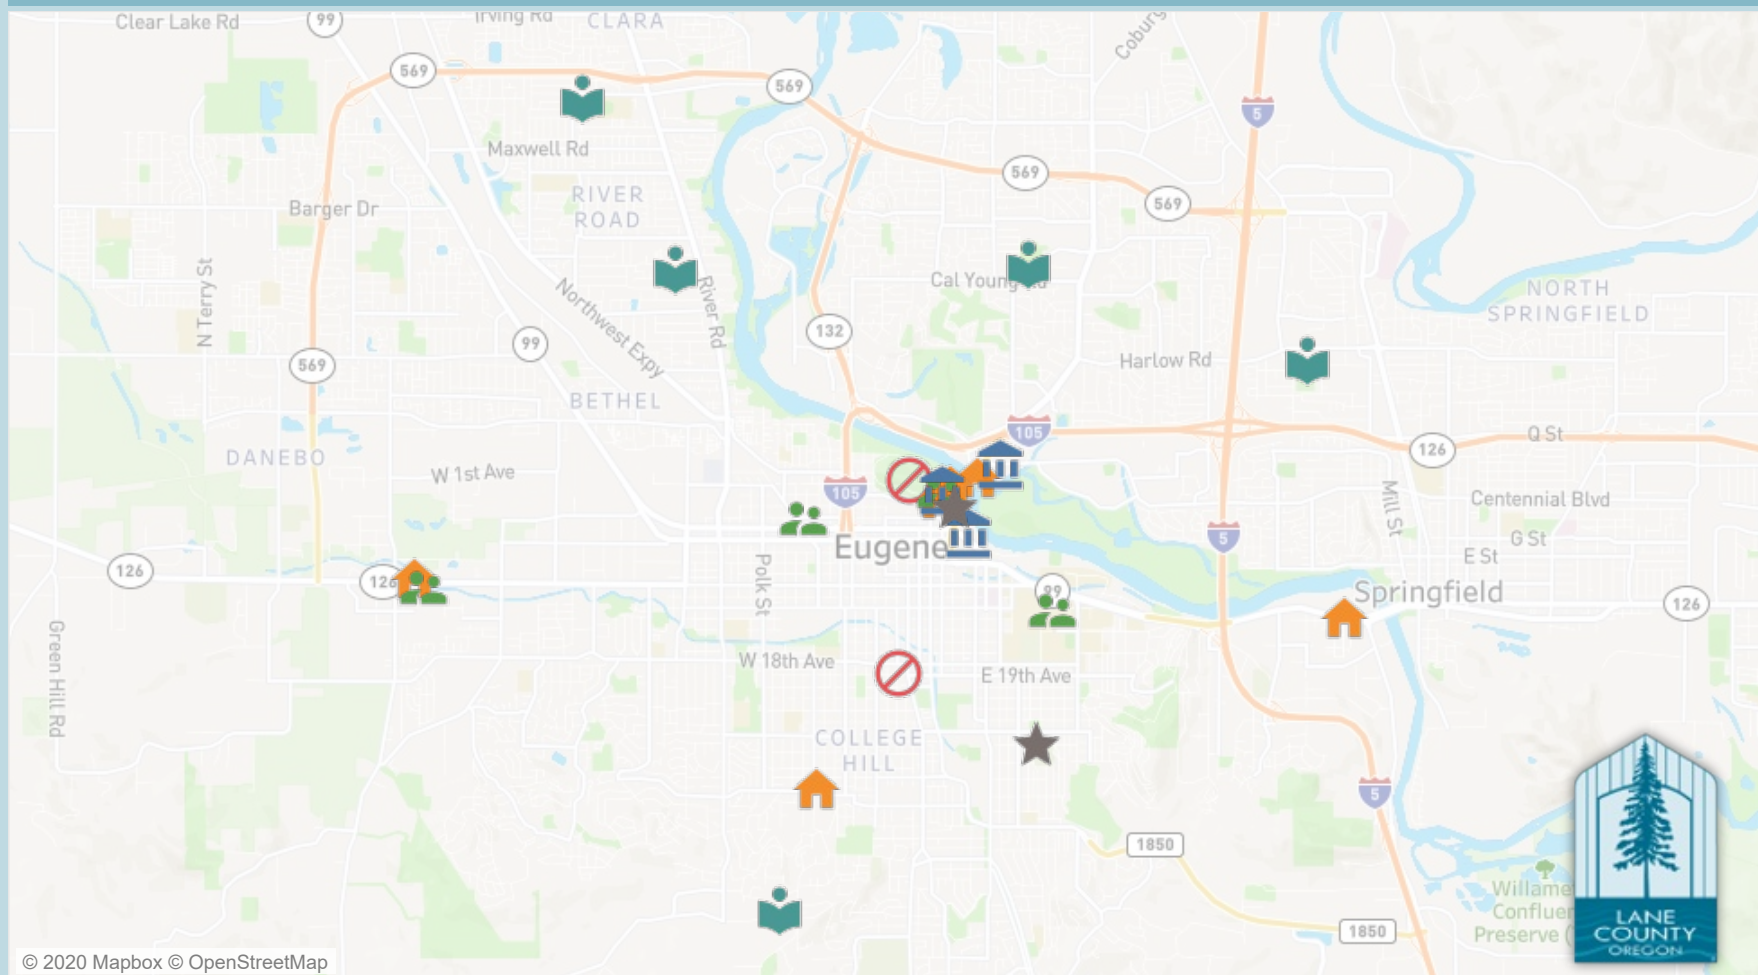 Clear Lake Rd
99
Irving Rd
CLARA
Coburg
569
569
5
Maxwell Rd
569
RIVER
ROAD
Barger Dr
569
N Terry St
Northwest Expy
River Rd
Cal Young Rd
NORTH
SPRINGFIELD
132
99
Harlow Rd
569
BETHEL
105
Q St
126
DANEBO
W 1st Ave
105
Mill St
Centennial Blvd
5
G St
Eugene
E St
126
126
Polk St
99
Springfield
126
Green Hill Rd
W 18th Ave
E 19th Ave
COLLEGE
HILL
5
1850
Willame
Confluen
Preserve (
1850
LANE
COUNTY
OREGON
© 2020 Mapbox © OpenStreetMap